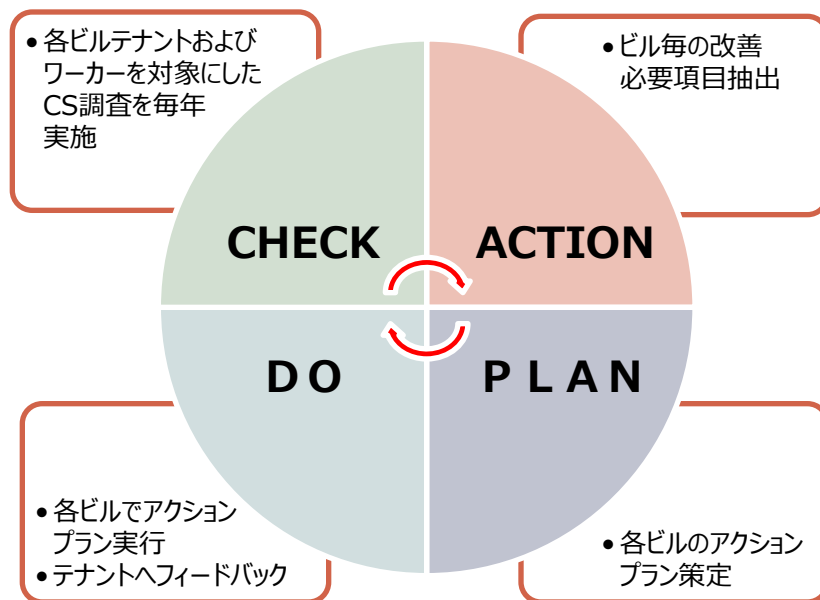 • 各ビルテナントおよび
ワーカーを対象にした
CS調査を毎年
実施
• ビル毎の改善
必要項目抽出
CHECK
ACTION
DO
PLAN
• 各ビルでアクション
プラン実行
• テナントへフィードバック
• 各ビルのアクション
プラン策定